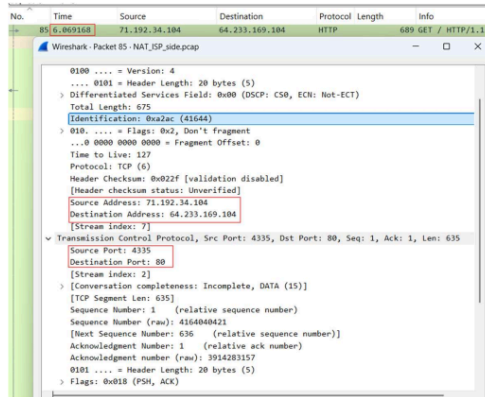 No. Time Source Destination Protocol Length Info
85 6.069168 71.192.34.104 64.233.169.104 HTTP 689 GET / HTTP/1.1
Wireshark · Packet 85 · NAT_ISP_side.pcap
0100 .... = Version: 4
.... 0101 = Header Length: 20 bytes (5)
> Differentiated Services Field: 0x00 (DSCP: CS0, ECN: Not-ECT)
Total Length: 675
Identification: 0xa2ac (41644)
> 010. .... = Flags: 0x2, Don't fragment
...0 0000 0000 0000 = Fragment Offset: 0
Time to Live: 127
Protocol: TCP (6)
Header Checksum: 0x022f [validation disabled]
[Header checksum status: Unverified]
Source Address: 71.192.34.104
Destination Address: 64.233.169.104
[Stream index: 7]
Transmission Control Protocol, Src Port: 4335, Dst Port: 80, Seq: 1, Ack: 1, Len: 635
Source Port: 4335
Destination Port: 80
[Stream index: 2]
> [Conversation completeness: Incomplete, DATA (15)]
[TCP Segment Len: 635]
Sequence Number: 1 (relative sequence number)
Sequence Number (raw): 4164040421
[Next Sequence Number: 636 (relative sequence number)]
Acknowledgment Number: 1 (relative ack number)
Acknowledgment number (raw): 3914283157
0101 .... = Header Length: 20 bytes (5)
> Flags: 0x018 (PSH, ACK)